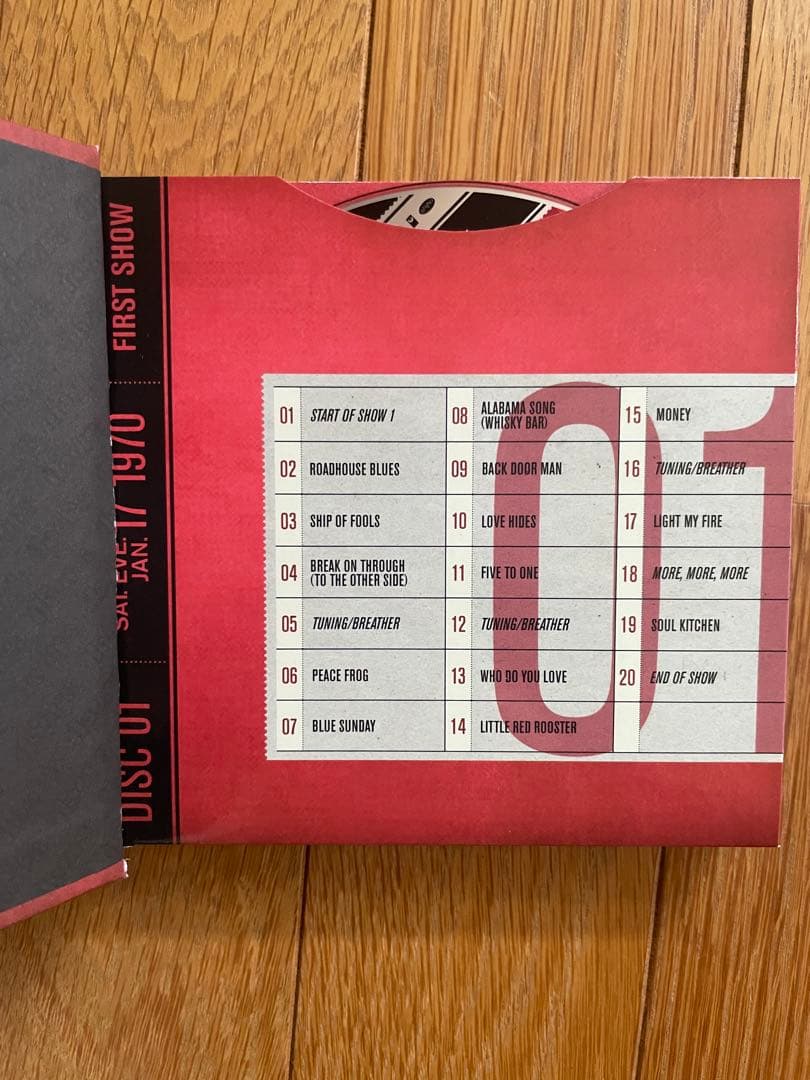 FIRST SHOW
SAT. EVE. JAN. 17 1970
DISC 01
01 START OF SHOW 1
02 ROADHOUSE BLUES
03 SHIP OF FOOLS
04 BREAK ON THROUGH
(TO THE OTHER SIDE)
05 TUNING/BREATHER
06 PEACE FROG
07 BLUE SUNDAY
08 ALABAMA SONG
(WHISKY BAR)
09 BACK DOOR MAN
10 LOVE HIDES
11 FIVE TO ONE
12 TUNING/BREATHER
13 WHO DO YOU LOVE
14 LITTLE RED ROOSTER
15 MONEY
16 TUNING/BREATHER
17 LIGHT MY FIRE
18 MORE, MORE, MORE
19 SOUL KITCHEN
20 END OF SHOW
01